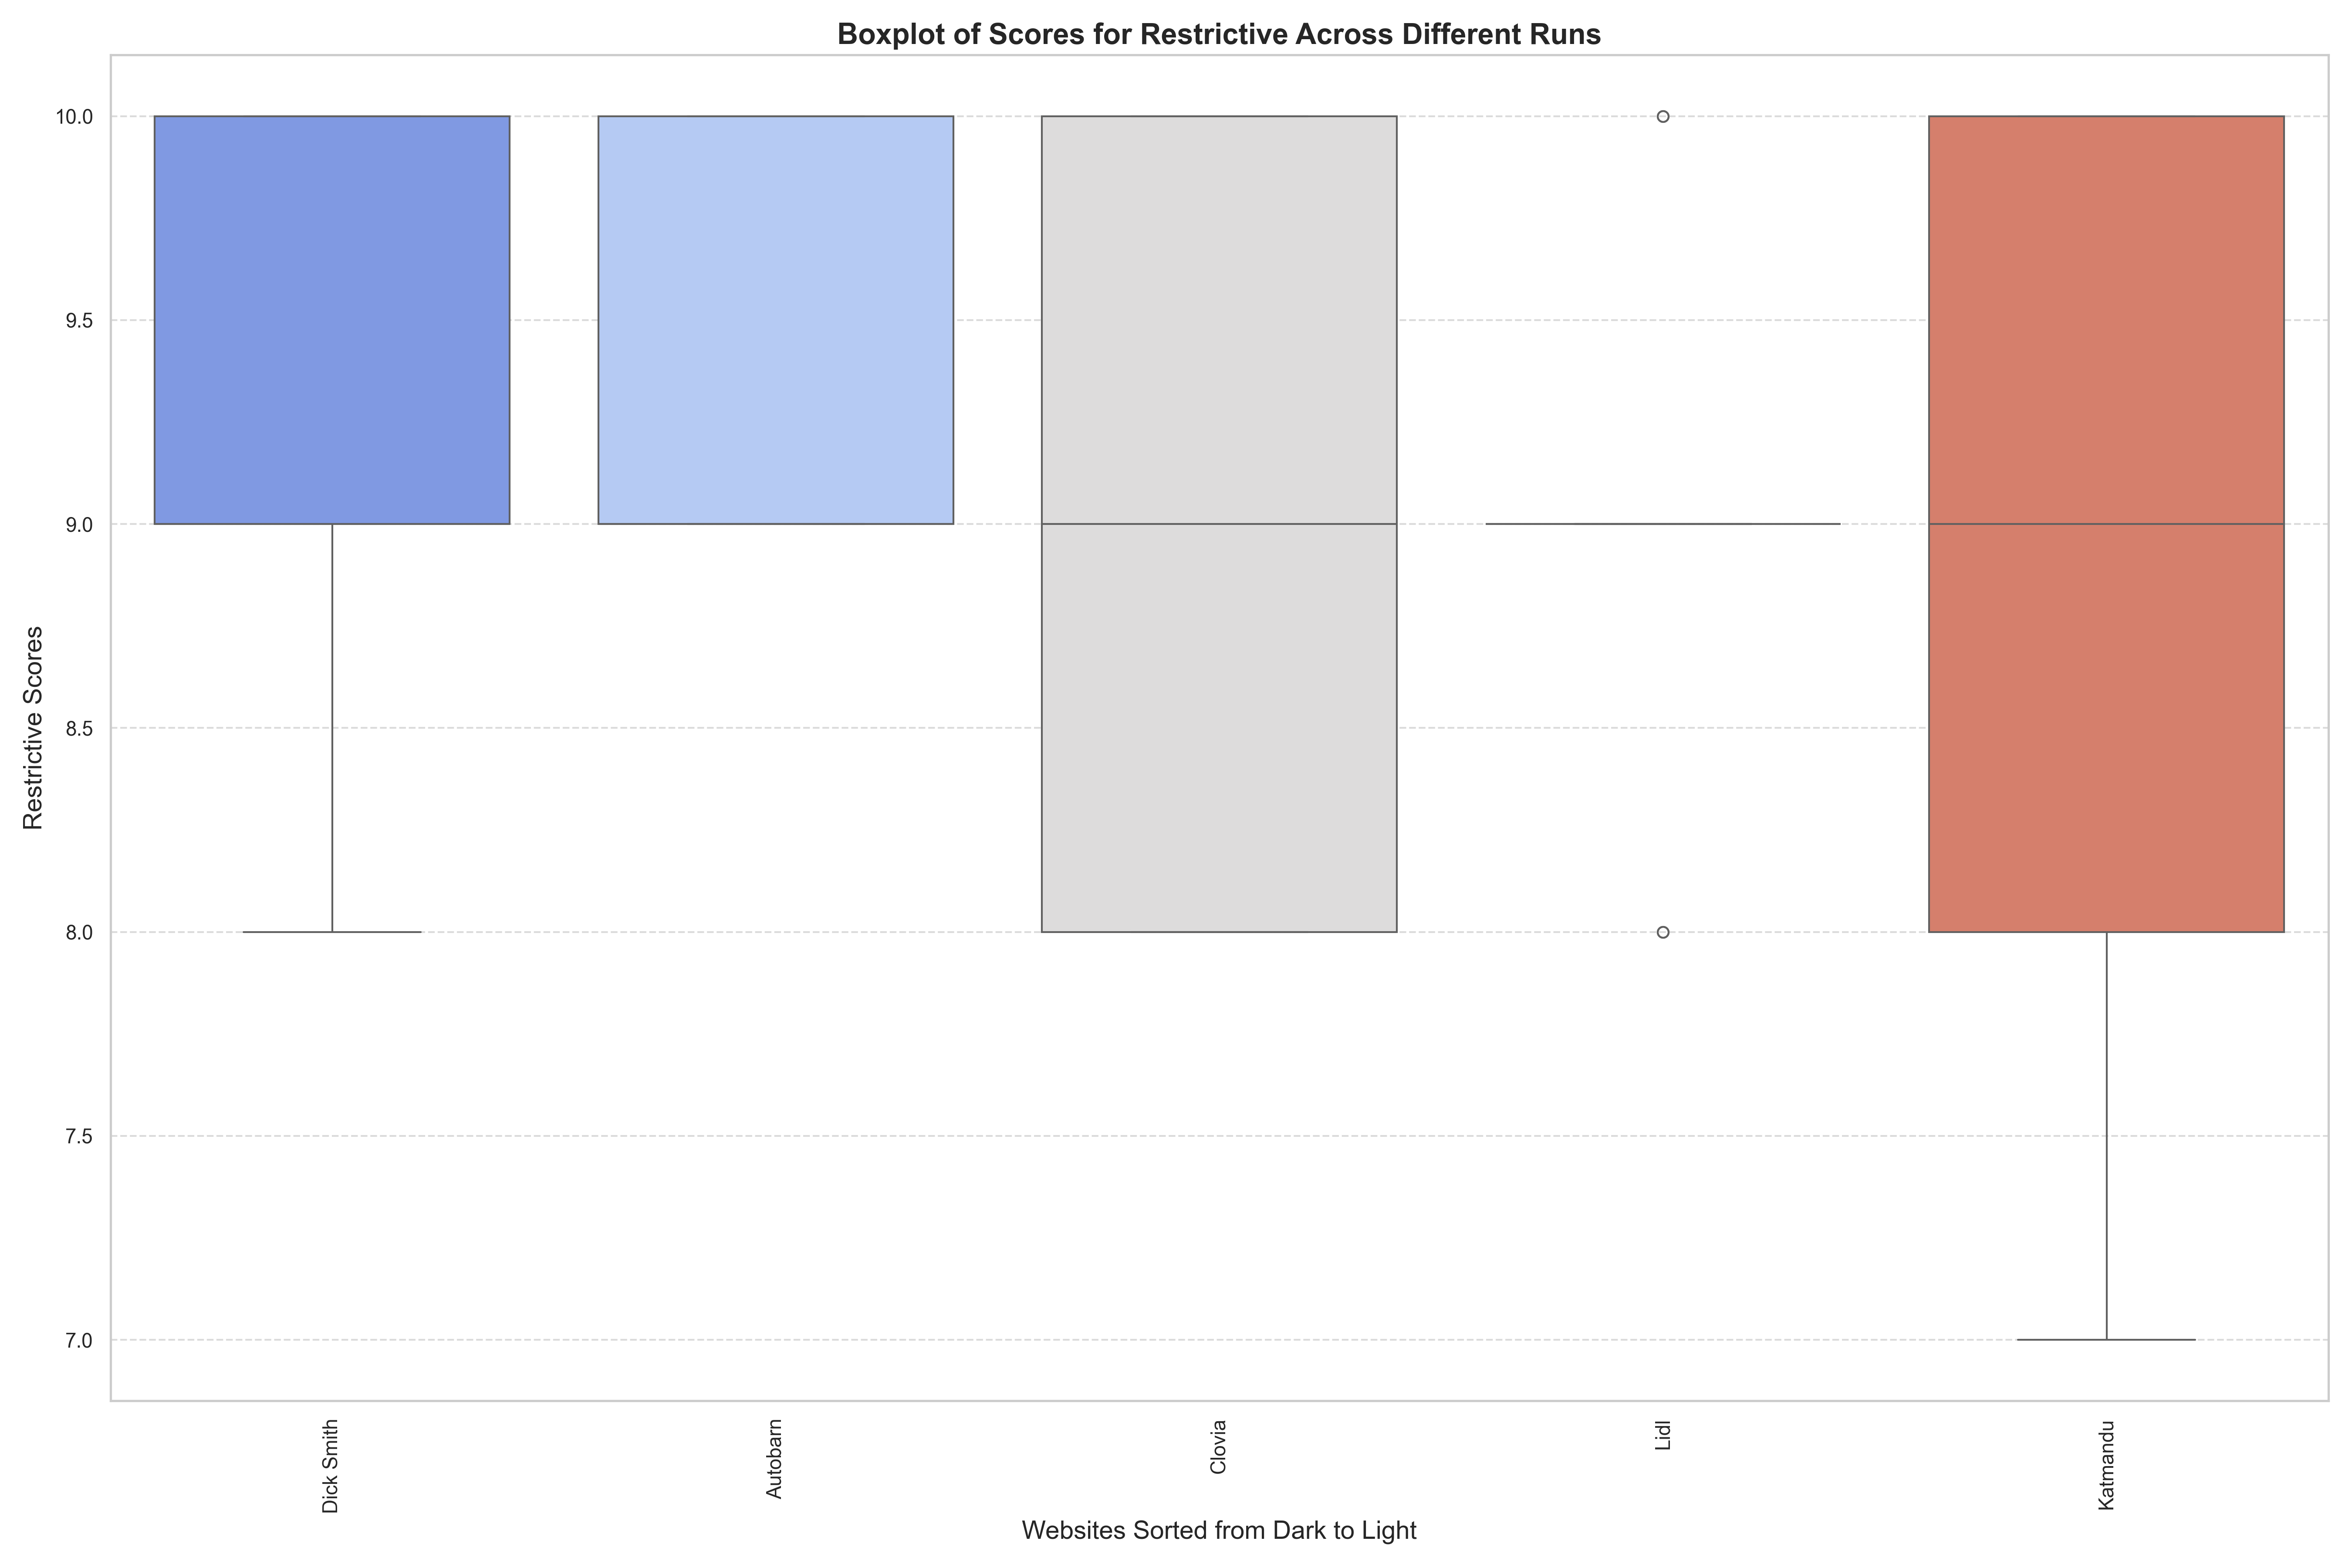 Boxplot of Scores for Restrictive Across Different Runs
Restrictive Scores
10.0
9.5
9.0
8.5
8.0
7.5
7.0
Dick Smith
Autobarn
Clovia
Lidl
Katmandu
Websites Sorted from Dark to Light